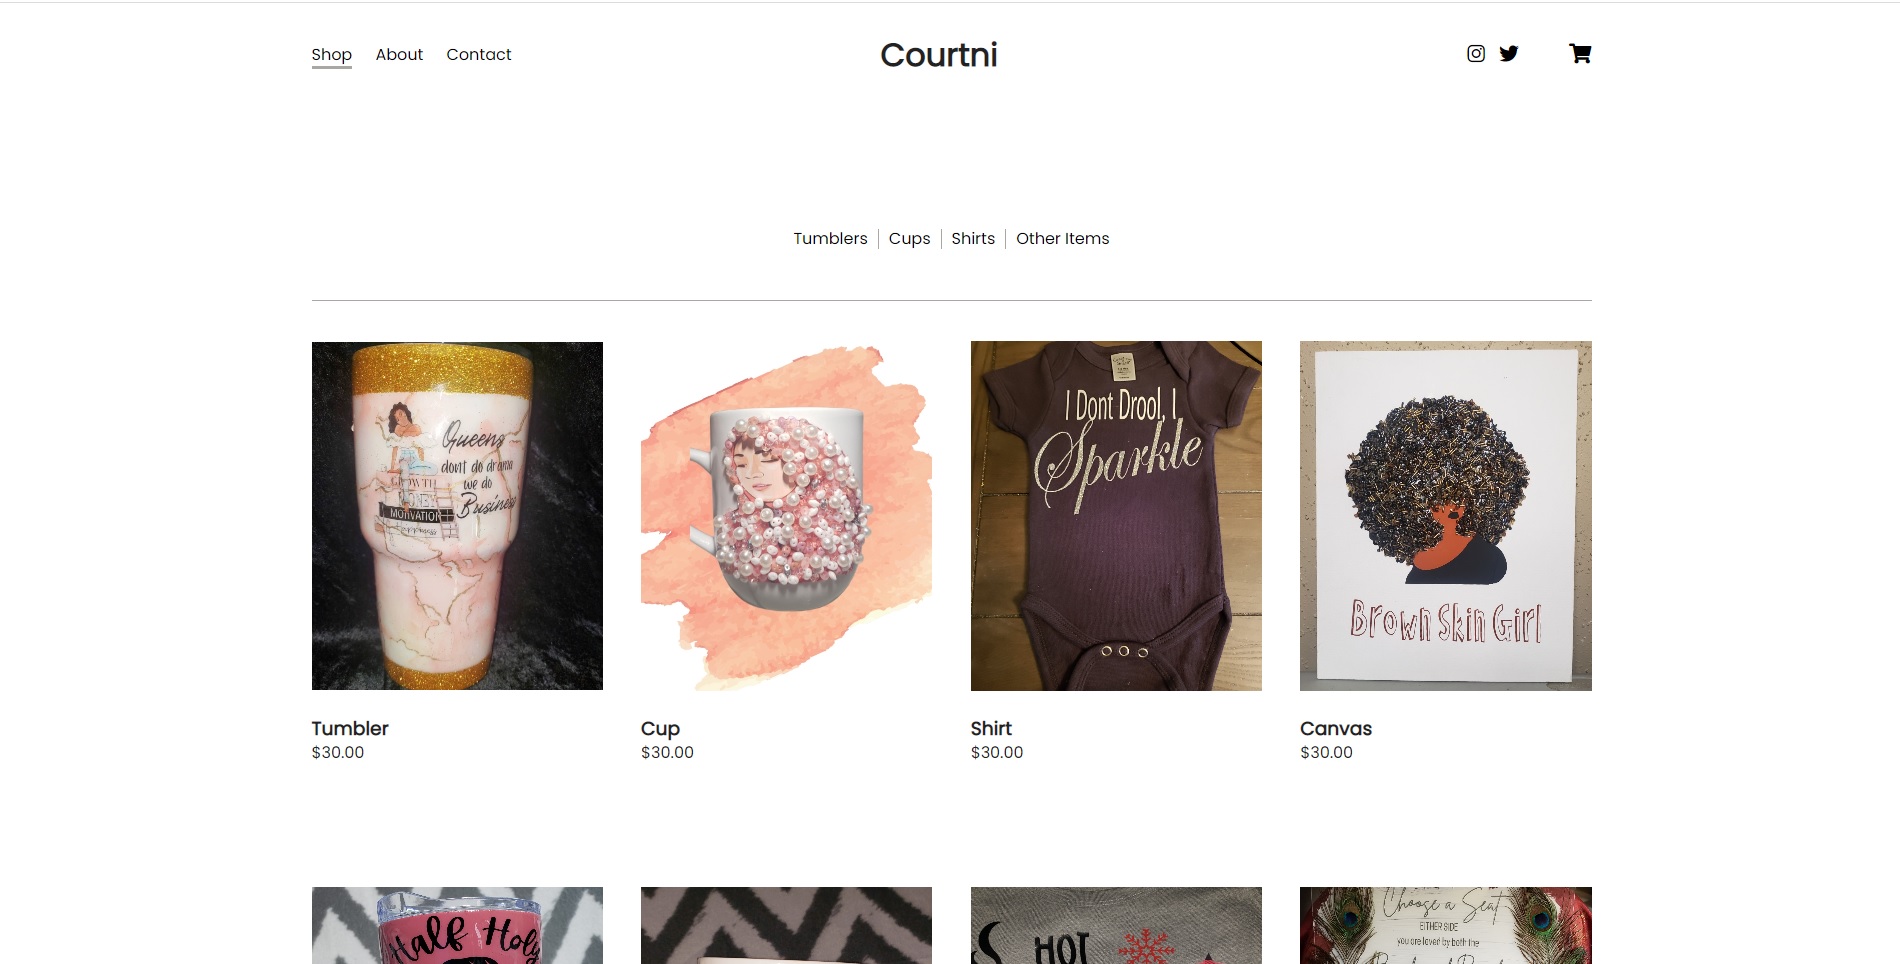 Shop About Contact
Courtni
Tumblers Cups Shirts Other Items
Queens
dont do drama
we do
Business
GROWTH
MONEY
MOTIVATION
I Dont Drool, I
Sparkle
Brown Skin Girl
Tumbler
$30.00
Cup
$30.00
Shirt
$30.00
Canvas
$30.00
Half Holy
HOT
Choose a Seat
EITHER SIDE
you are loved by both the